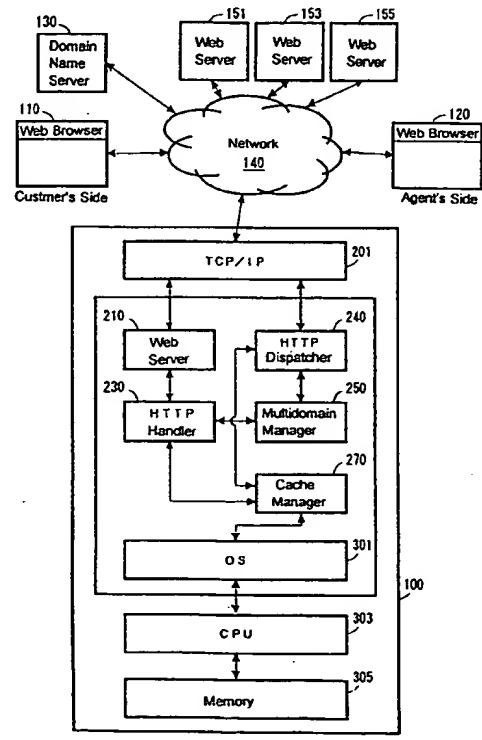 130
Domain
Name
Server
151
Web
Server
153
Web
Server
155
Web
Server
110
Web Browser
Custmer's Side
Network
140
120
Web Browser
Agent's Side
TCP/IP
201
210
Web
Server
240
HTTP
Dispatcher
230
HTTP
Handler
250
Multidomain
Manager
270
Cache
Manager
OS
301
100
CPU
303
Memory
305